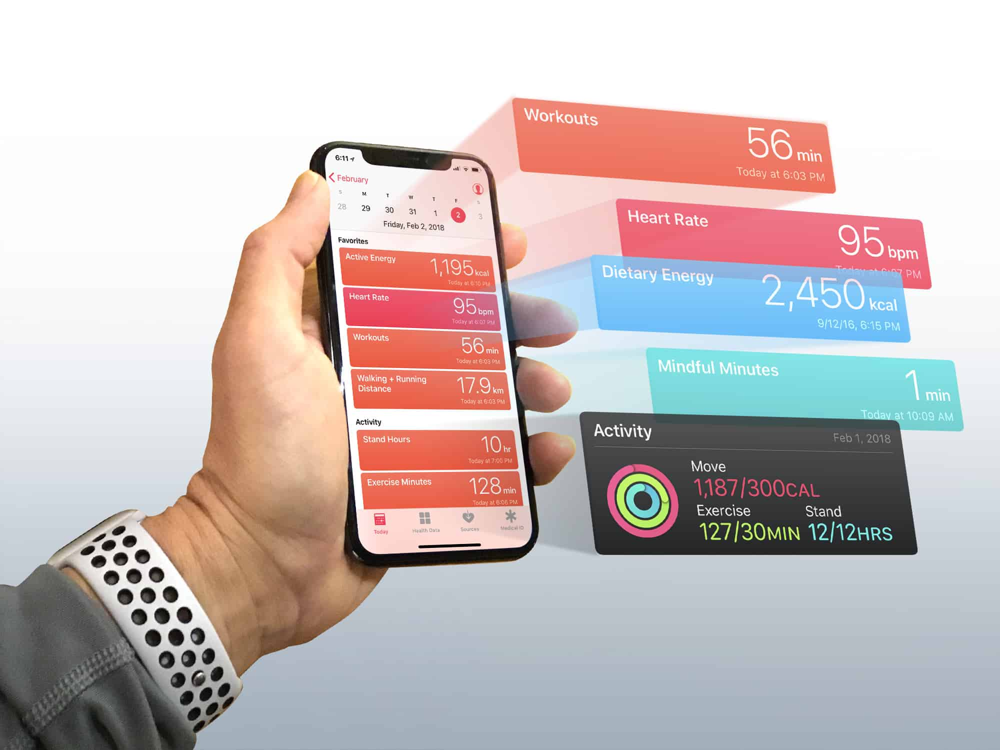 6:11
February
S M T W T F S
28 29 30 31 1 2 3
Friday, Feb 2, 2018
Favorites
Active Energy
1,195 kcal
Today at 6:10 PM
Heart Rate
95 bpm
Today at 6:07 PM
Workouts
56 min
Today at 6:03 PM
Walking + Running
Distance
17.9 km
Today at 6:03 PM
Activity
Stand Hours
10 hr
Today at 7:00 PM
Exercise Minutes
128 min
Today at 6:06 PM
Today
Health Data
Sources
Medical ID
Workouts
56 min
Today at 6:03 PM
Heart Rate
95 bpm
Today at 6:07 PM
Dietary Energy
2,450 kcal
9/12/16, 6:15 PM
Mindful Minutes
1 min
Today at 10:09 AM
Activity
Feb 1, 2018
Move
1,187/300CAL
Exercise Stand
127/30MIN 12/12HRS